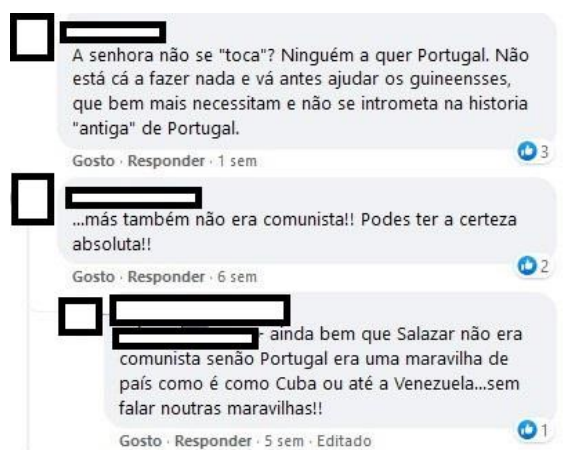 A senhora não se "toca"? Ninguém a quer Portugal. Não
está cá a fazer nada e vá antes ajudar os guineensses,
que bem mais necessitam e não se intrometa na historia
"antiga" de Portugal.
Gosto · Responder · 1 sem
3
...más também não era comunista!! Podes ter a certeza
absoluta!!
Gosto · Responder · 6 sem
2
- ainda bem que Salazar não era
comunista senão Portugal era uma maravilha de
país como é como Cuba ou até a Venezuela...sem
falar noutras maravilhas!!
Gosto · Responder · 5 sem · Editado
1